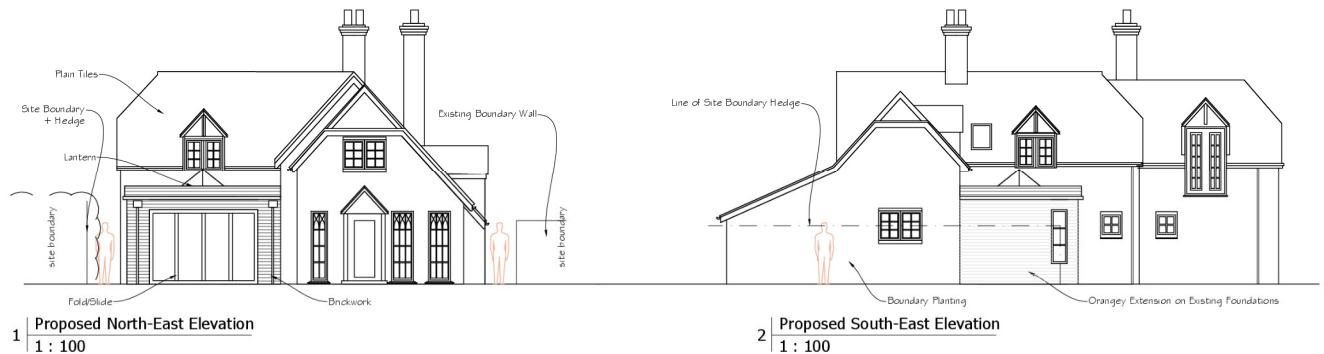 Plain Tiles
Site Boundary
+ Hedge
Lantern
Existing Boundary Wall
site boundary
site boundary
Fold/Slide
Brickwork
1 Proposed North-East Elevation
1 : 100
Line of Site Boundary Hedge
Boundary Planting
Orangey Extension on Existing Foundations
2 Proposed South-East Elevation
1 : 100